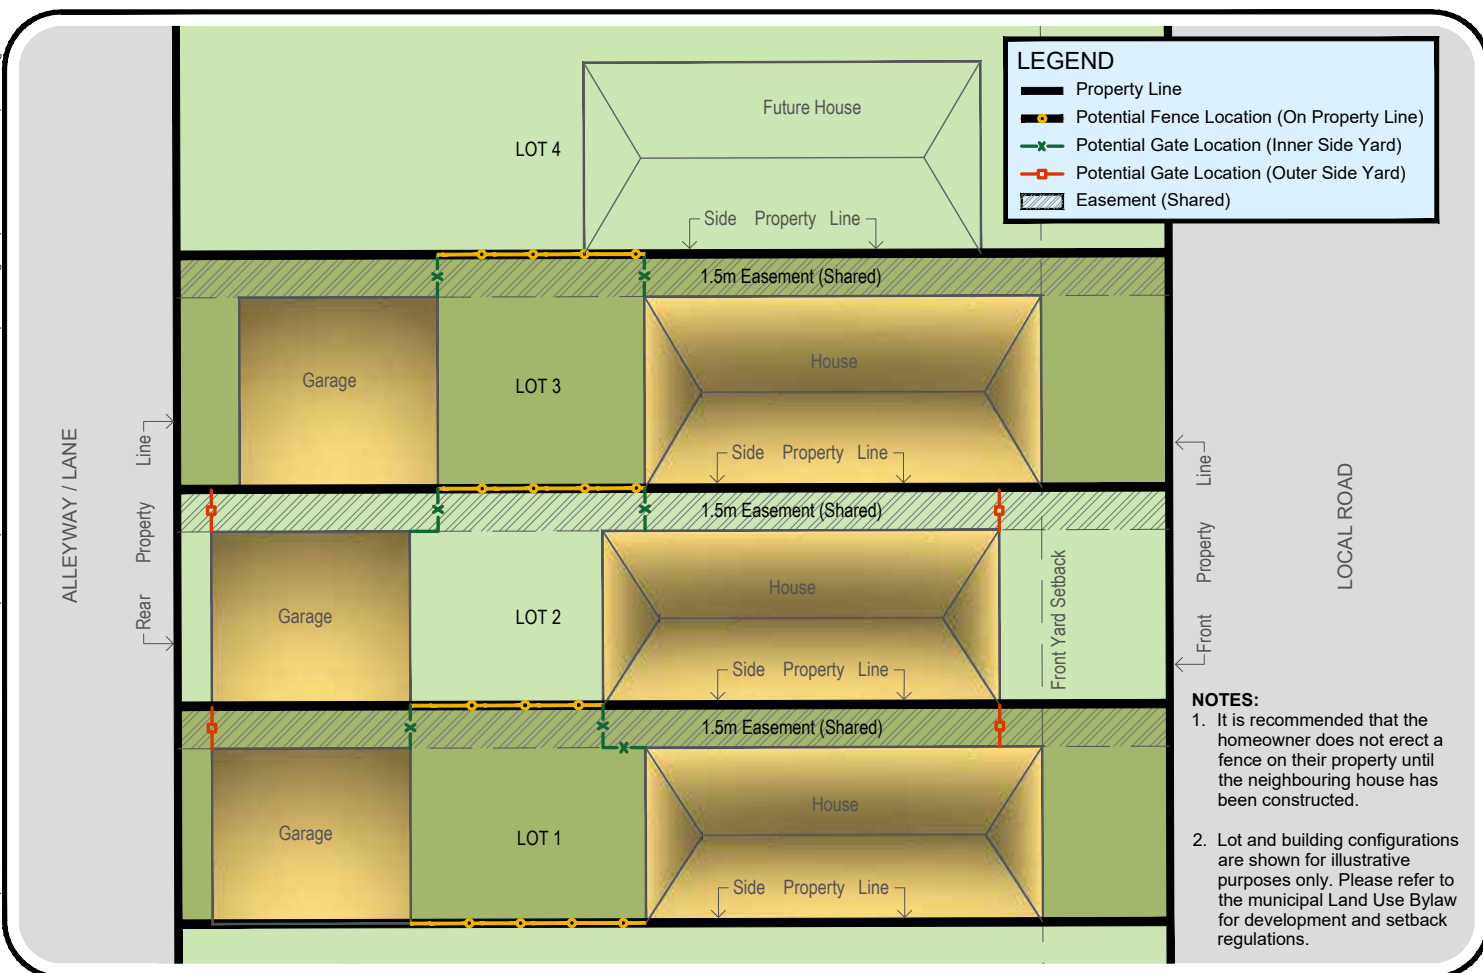 LEGEND
Property Line
Potential Fence Location (On Property Line)
Potential Gate Location (Inner Side Yard)
Potential Gate Location (Outer Side Yard)
Easement (Shared)
Future House
LOT 4
Side Property Line
1.5m Easement (Shared)
Garage
LOT 3
House
Side Property Line
1.5m Easement (Shared)
Garage
LOT 2
House
Side Property Line
1.5m Easement (Shared)
Garage
LOT 1
House
Side Property Line
ALLEYWAY / LANE
Rear Property Line
Front Yard Setback
Front Property Line
LOCAL ROAD
NOTES:
1. It is recommended that the
homeowner does not erect a
fence on their property until
the neighbouring house has
been constructed.
2. Lot and building configurations
are shown for illustrative
purposes only. Please refer to
the municipal Land Use Bylaw
for development and setback
regulations.